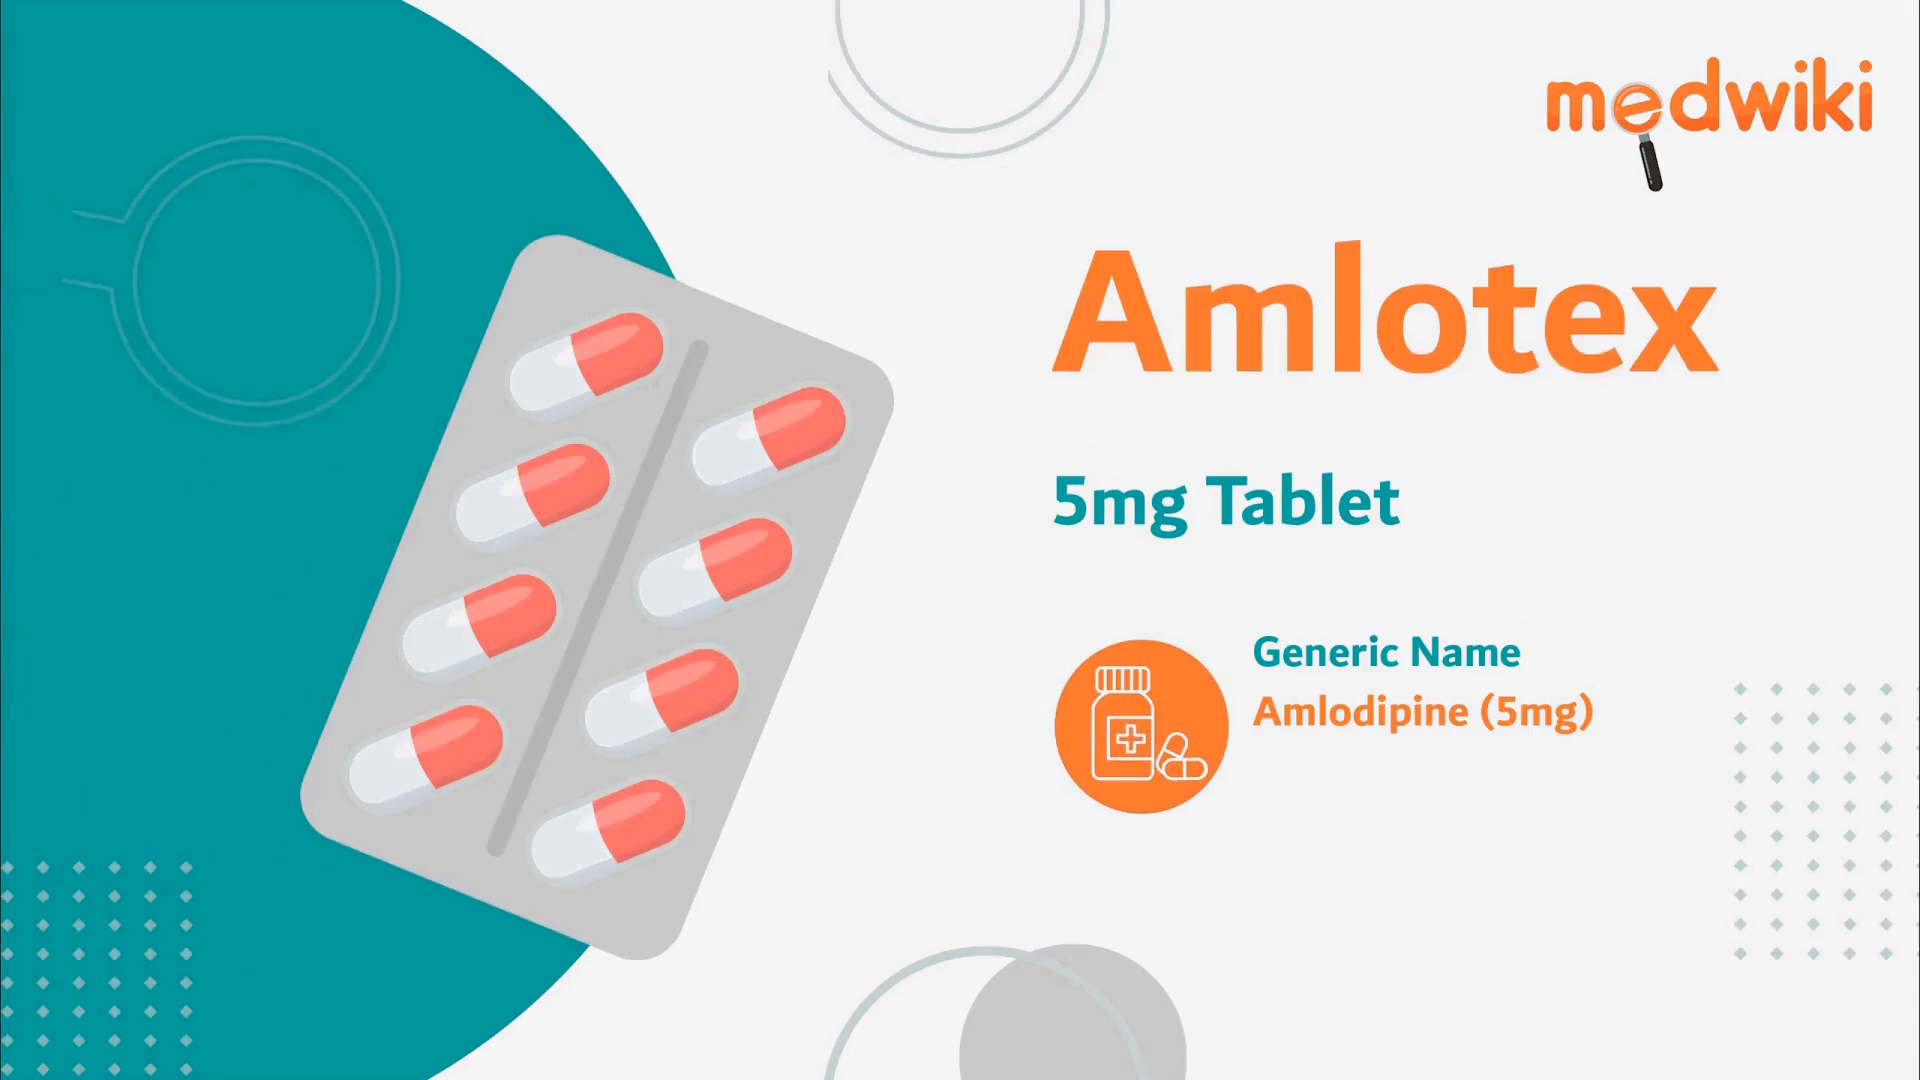 medwiki
Amlotex
5mg Tablet
Generic Name
Amlodipine (5mg)